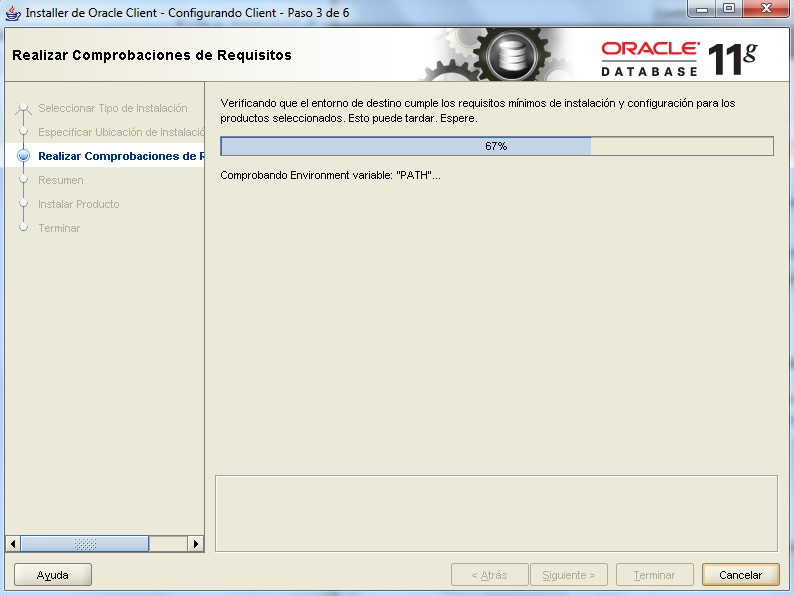 Installer de Oracle Client - Configurando Client - Paso 3 de 6
Realizar Comprobaciones de Requisitos
ORACLE
DATABASE 11g
Seleccionar Tipo de Instalación
Especificar Ubicación de Instalació
Realizar Comprobaciones de R
Resumen
Instalar Producto
Terminar
Verificando que el entorno de destino cumple los requisitos mínimos de instalación y configuración para los
productos seleccionados. Esto puede tardar. Espere.
67%
Comprobando Environment variable: "PATH"...
Ayuda
< Atrás
Siguiente >
Terminar
Cancelar